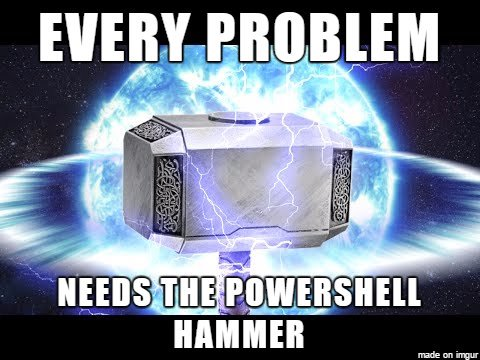 EVERY PROBLEM
NEEDS THE POWERSHELL
HAMMER
made on imgur